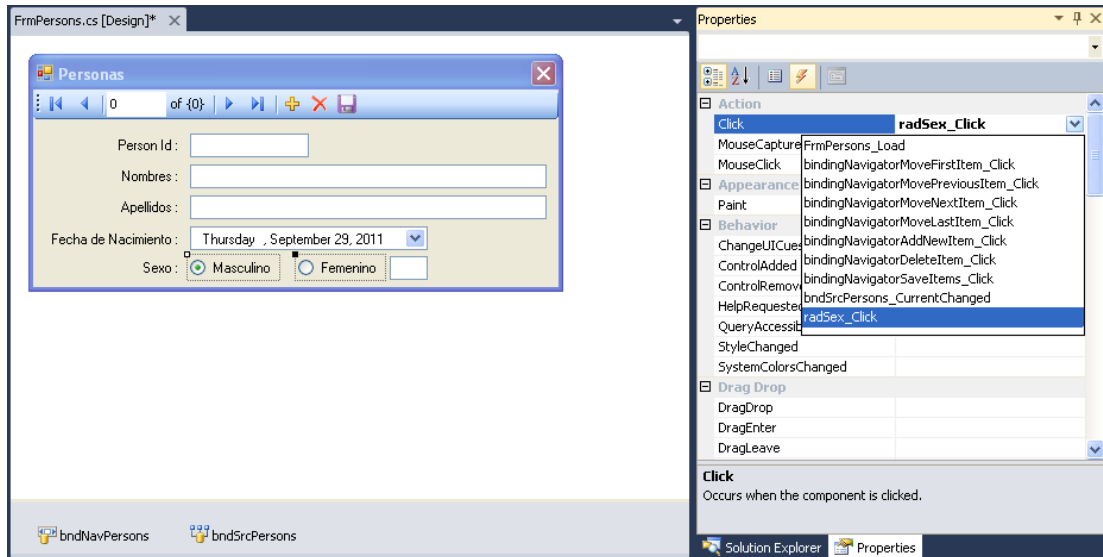 FrmPersons.cs [Design]*
Personas
0 of {0}
Person Id :
Nombres :
Apellidos :
Fecha de Nacimiento : Thursday , September 29, 2011
Sexo : Masculino Femenino
bndNavPersons bndSrcPersons
Properties
Action
Click radSex_Click
MouseCapture
MouseClick
Appearance
Paint
Behavior
ChangeUICues
ControlAdded
ControlRemov
HelpRequested
QueryAccessib
StyleChanged
SystemColorsChanged
Drag Drop
DragDrop
DragEnter
DragLeave
FrmPersons_Load
bindingNavigatorMoveFirstItem_Click
bindingNavigatorMovePreviousItem_Click
bindingNavigatorMoveNextItem_Click
bindingNavigatorMoveLastItem_Click
bindingNavigatorAddNewItem_Click
bindingNavigatorDeleteItem_Click
bindingNavigatorSaveItems_Click
bndSrcPersons_CurrentChanged
radSex_Click
Click
Occurs when the component is clicked.
Solution Explorer Properties